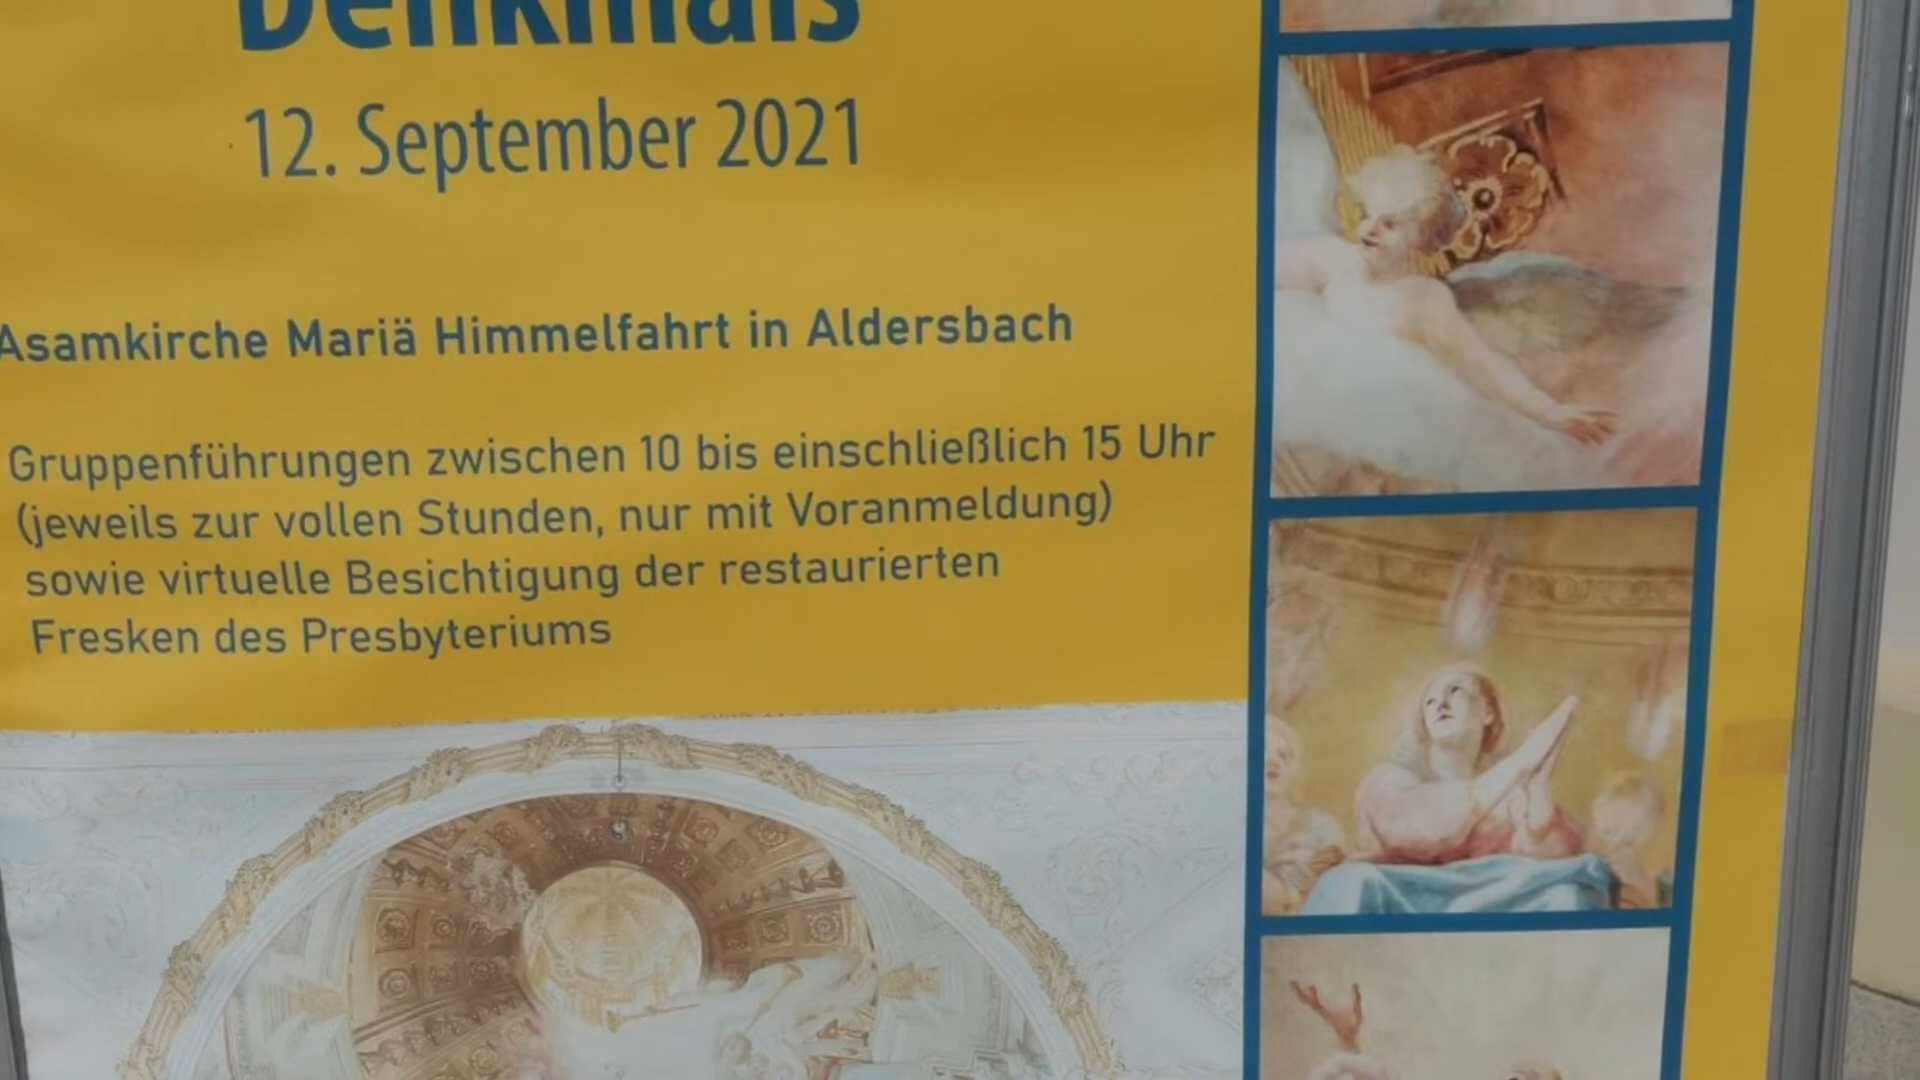 Denkmals
12. September 2021
Asamkirche Mariä Himmelfahrt in Aldersbach
Gruppenführungen zwischen 10 bis einschließlich 15 Uhr
(jeweils zur vollen Stunden, nur mit Voranmeldung)
sowie virtuelle Besichtigung der restaurierten
Fresken des Presbyteriums